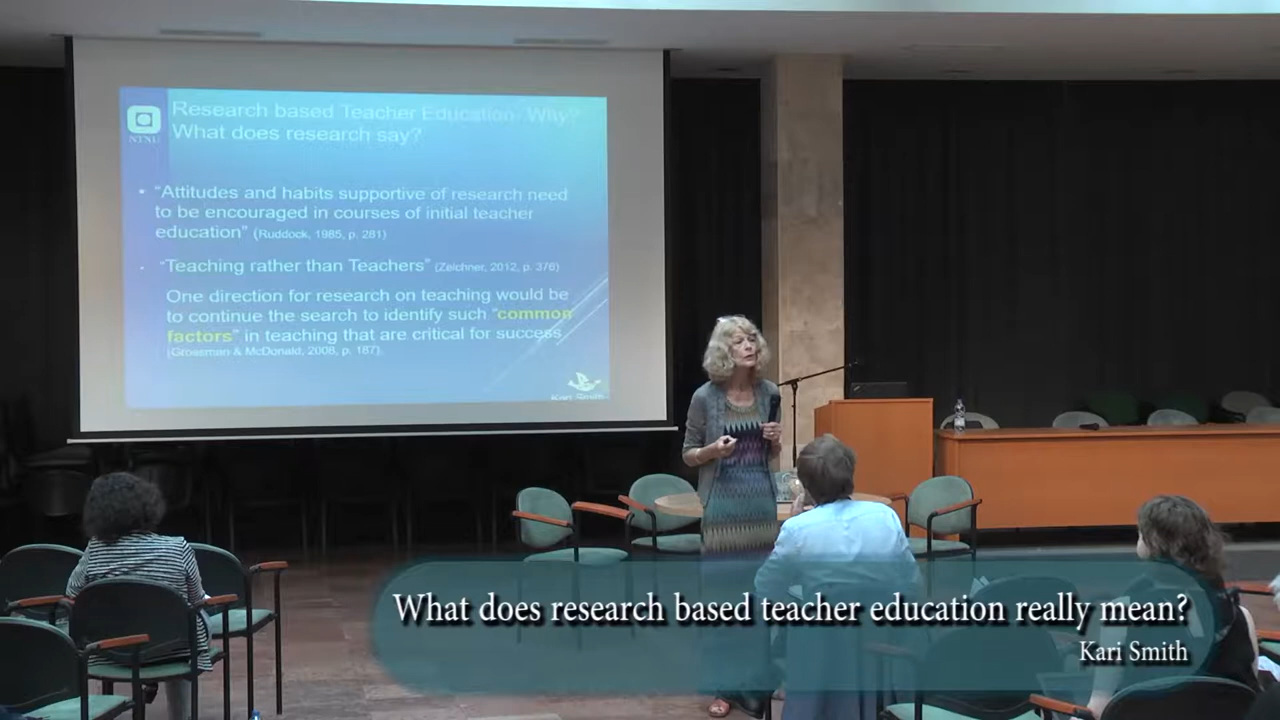 Research based Teacher Education. Why?
What does research say?
NTNU
• "Attitudes and habits supportive of research need
to be encouraged in courses of initial teacher
education" (Ruddock, 1985, p. 281)
• "Teaching rather than Teachers" (Zeichner, 2012, p. 376)
One direction for research on teaching would be
to continue the search to identify such "common
factors" in teaching that are critical for success
(Grossman & McDonald, 2008, p. 187).
Kari Smith
What does research based teacher education really mean?
Kari Smith